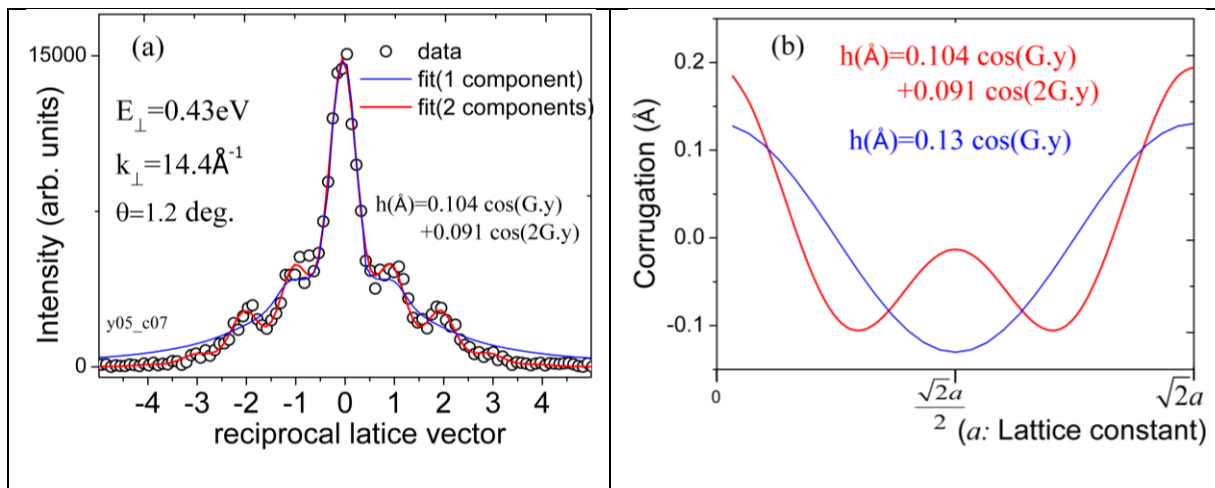 (a)
15000
data
fit(1 component)
fit(2 components)
E⊥=0.43eV
k⊥=14.4Å⁻¹
θ=1.2 deg.
h(Å)=0.104 cos(G.y)
+0.091 cos(2G.y)
y05_c07
0
Intensity (arb. units)
-4 -3 -2 -1 0 1 2 3 4
reciprocal latice vector
(b)
h(Å)=0.104 cos(G.y)
+0.091 cos(2G.y)
h(Å)=0.13 cos(G.y)
0.2
0.1
0.0
-0.1
Corrugation (Å)
0
√2a/2
√2a
(a: Lattice constant)